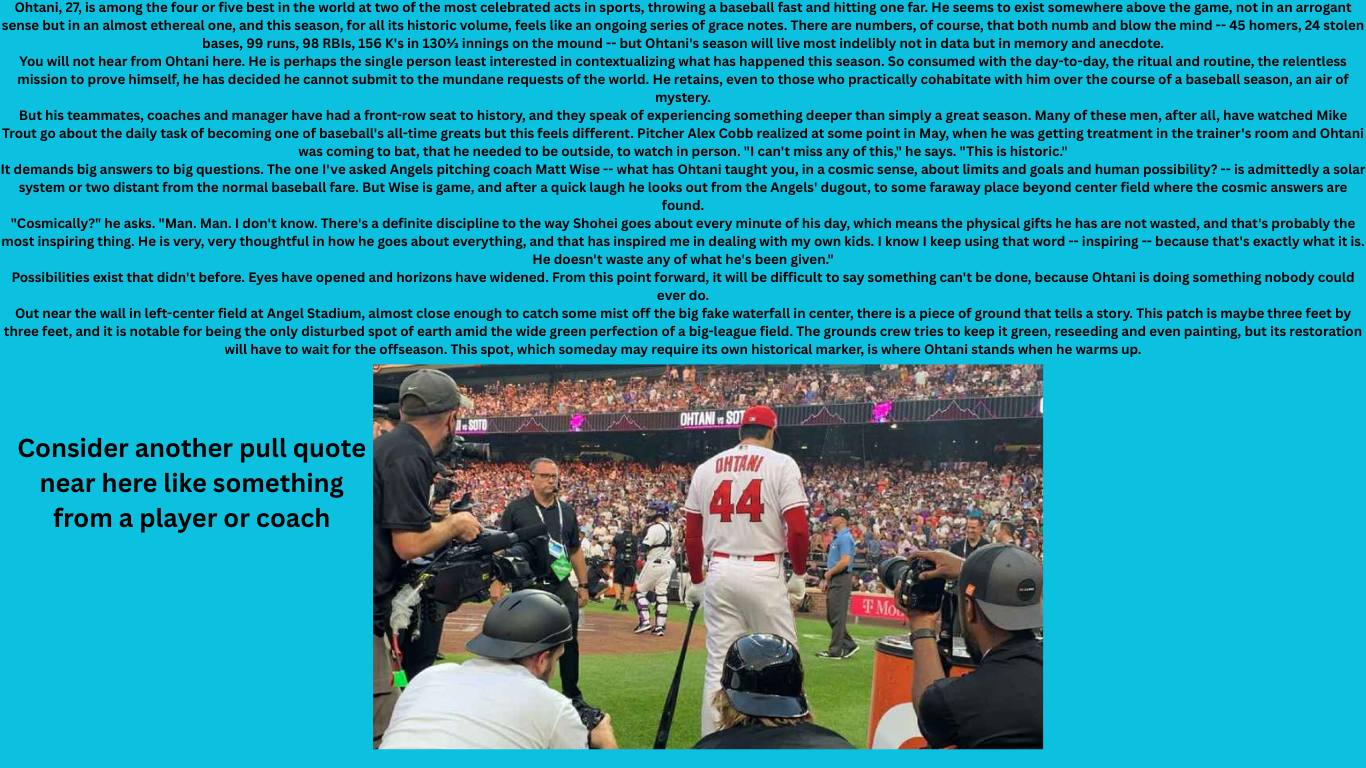 Ohtani, 27, is among the four or five best in the world at two of the most celebrated acts in sports, throwing a baseball fast and hitting one far. He seems to exist somewhere above the game, not in an arrogant
sense but in an almost ethereal one, and this season, for all its historic volume, feels like an ongoing series of grace notes. There are numbers, of course, that both numb and blow the mind -- 45 homers, 24 stolen
bases, 99 runs, 98 RBIs, 156 K's in 130⅓ innings on the mound -- but Ohtani's season will live most indelibly not in data but in memory and anecdote.
You will not hear from Ohtani here. He is perhaps the single person least interested in contextualizing what has happened this season. So consumed with the day-to-day, the ritual and routine, the relentless
mission to prove himself, he has decided he cannot submit to the mundane requests of the world. He retains, even to those who practically cohabitate with him over the course of a baseball season, an air of
mystery.
But his teammates, coaches and manager have had a front-row seat to history, and they speak of experiencing something deeper than simply a great season. Many of these men, after all, have watched Mike
Trout go about the daily task of becoming one of baseball's all-time greats but this feels different. Pitcher Alex Cobb realized at some point in May, when he was getting treatment in the trainer's room and Ohtani
was coming to bat, that he needed to be outside, to watch in person. "I can't miss any of this," he says. "This is historic."
It demands big answers to big questions. The one I've asked Angels pitching coach Matt Wise -- what has Ohtani taught you, in a cosmic sense, about limits and goals and human possibility? -- is admittedly a solar
system or two distant from the normal baseball fare. But Wise is game, and after a quick laugh he looks out from the Angels' dugout, to some faraway place beyond center field where the cosmic answers are
found.
"Cosmically?" he asks. "Man. Man. I don't know. There's a definite discipline to the way Shohei goes about every minute of his day, which means the physical gifts he has are not wasted, and that's probably the
most inspiring thing. He is very, very thoughtful in how he goes about everything, and that has inspired me in dealing with my own kids. I know I keep using that word -- inspiring -- because that's exactly what it is.
He doesn't waste any of what he's been given."
Possibilities exist that didn't before. Eyes have opened and horizons have widened. From this point forward, it will be difficult to say something can't be done, because Ohtani is doing something nobody could
ever do.
Out near the wall in left-center field at Angel Stadium, almost close enough to catch some mist off the big fake waterfall in center, there is a piece of ground that tells a story. This patch is maybe three feet by
three feet, and it is notable for being the only disturbed spot of earth amid the wide green perfection of a big-league field. The grounds crew tries to keep it green, reseeding and even painting, but its restoration
will have to wait for the offseason. This spot, which someday may require its own historical marker, is where Ohtani stands when he warms up.
Consider another pull quote
near here like something
from a player or coach
VS SOTO
OHTANI VS SOTO
OHTANI
44
T Mo